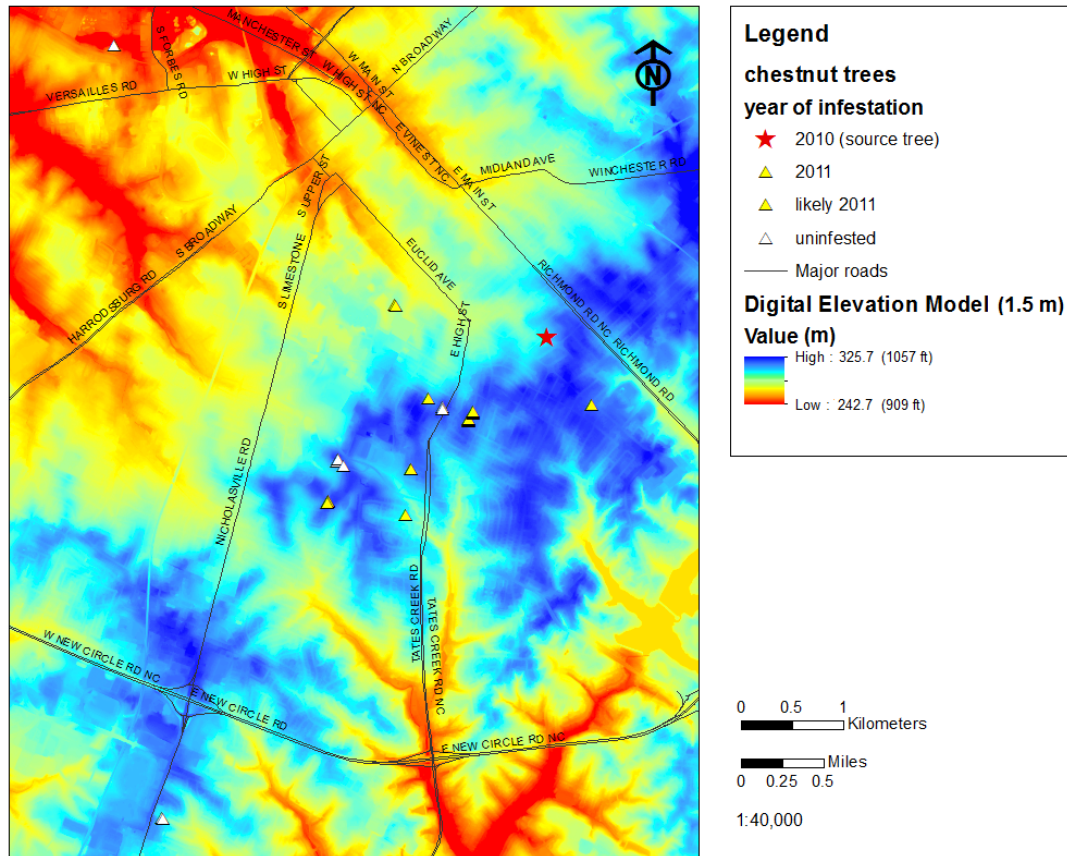 MANCHESTER ST
S FORBES RD
W MAIN ST
N BROADWAY
W HIGH ST
W HIGH ST NC
VERSAILLES RD
E VINE ST NC
MIDLAND AVE
WINCHESTER RD
E MAIN ST
S UPPER ST
S BROADWAY
S LIMESTONE
EUCLID AVE
HARRODSBURG RD
RICHMOND RD NC
RICHMOND RD
E HIGH ST
NICHOLASVILLE RD
TATES CREEK RD
TATES CREEK RD NC
W NEW CIRCLE RD NC
E NEW CIRCLE RD
E NEW CIRCLE RD NC
N
Legend
chestnut trees
year of infestation
2010 (source tree)
2011
likely 2011
uninfested
Major roads
Digital Elevation Model (1.5 m)
Value (m)
High : 325.7 (1057 ft)
Low : 242.7 (909 ft)
0 0.5 1
Kilometers
Miles
0 0.25 0.5
1:40,000